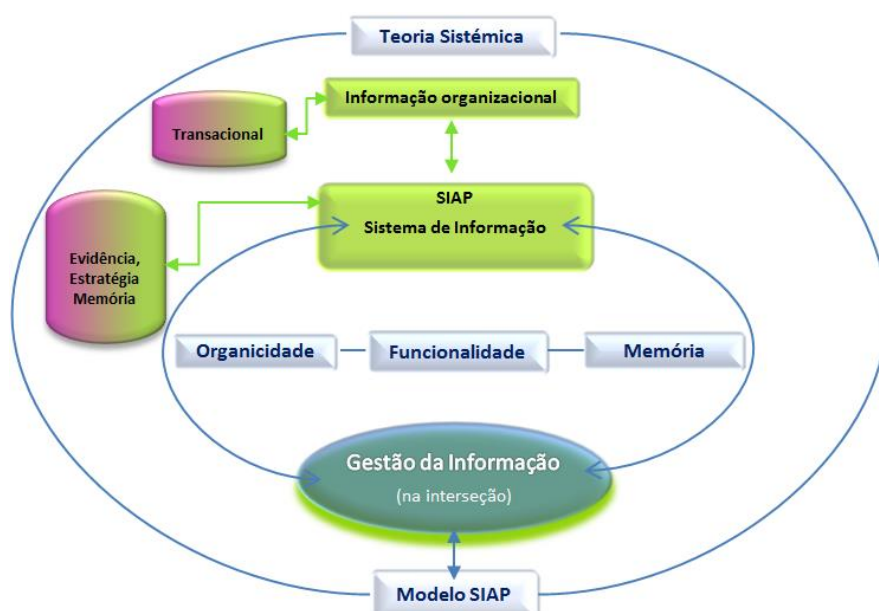 Teoria Sistémica
Informação organizacional
Transacional
SIAP
Sistema de Informação
Evidência,
Estratégia
Memória
Organicidade
Funcionalidade
Memória
Gestão da Informação
(na interseção)
Modelo SIAP